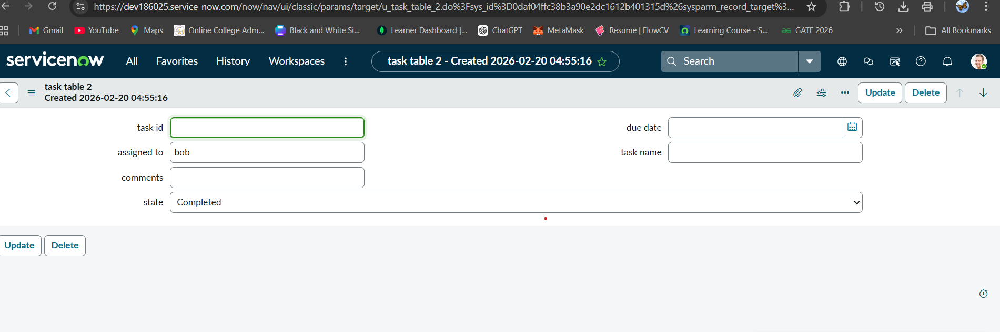 https://dev186025.service-now.com/now/nav/ui/classic/params/target/u_task_table_2.do%3Fsys_id%3D0daf04ffc38b3a90e2dc1612b401315d%26sysparm_record_target%3...
Gmail YouTube Maps Online College Adm... Black and White Si... Learner Dashboard |... ChatGPT MetaMask Resume | FlowCV Learning Course - S... GATE 2026 » All Bookmarks
servicenow All Favorites History Workspaces task table 2 - Created 2026-02-20 04:55:16 Search
task table 2
Created 2026-02-20 04:55:16
Update Delete
task id due date
assigned to bob task name
comments
state Completed
Update Delete